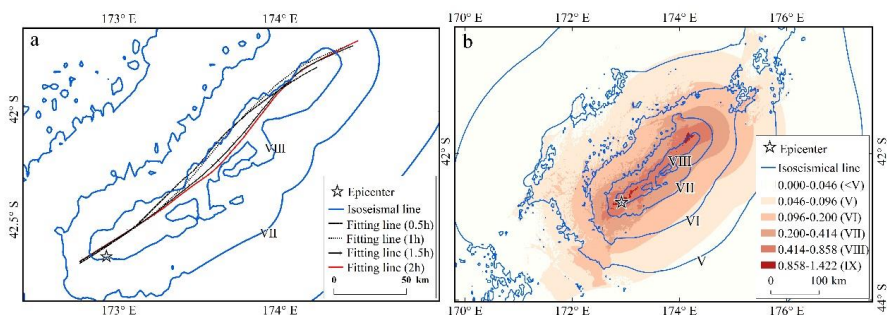 173° E
174° E
170° E
172° E
174° E
176° E
a
b
42° S
42° S
42° S
VIII
VIII
VII
VII
VI
V
42.5° S
Epicenter
Isoseismal line
Fitting line (0.5h)
Fitting line (1h)
Fitting line (1.5h)
Fitting line (2h)
0 50 km
Epicenter
Isoseismical line
0.000-0.046 (<V)
0.046-0.096 (V)
0.096-0.200 (VI)
0.200-0.414 (VII)
0.414-0.858 (VIII)
0.858-1.422 (IX)
0 100 km
44° S
173° E
174° E
170° E
172° E
174° E
176° E